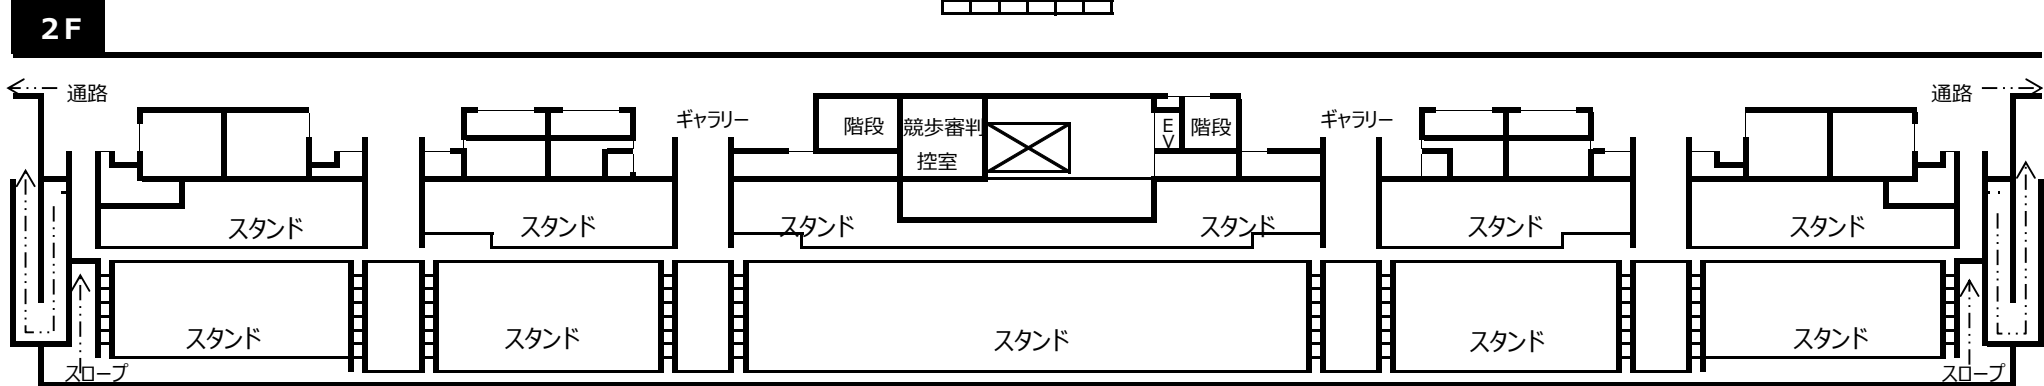 2F
通路
通路
ギャラリー
ギャラリー
階段
競歩審判
控室
EV
階段
スタンド
スタンド
スタンド
スタンド
スタンド
スタンド
スタンド
スタンド
スタンド
スタンド
スタンド
スロープ
スロープ